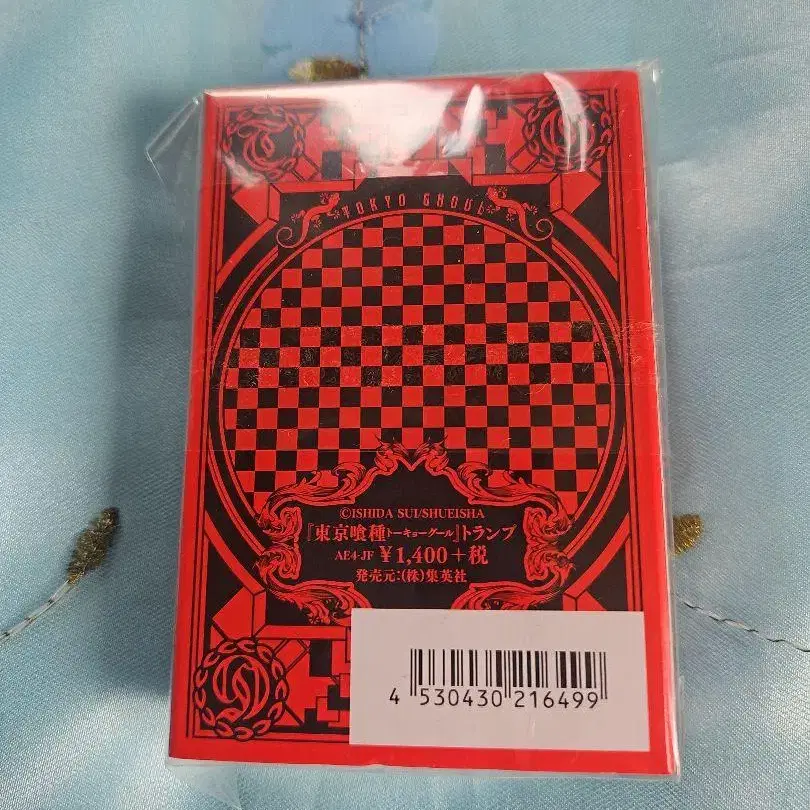 TOKYO GHOUL
©ISHIDA SUI/SHUEISHA
『東京喰種トーキョーグール』トランプ
AE4-JF ¥1,400+税
発売元:(株)集英社
4 530430 216499